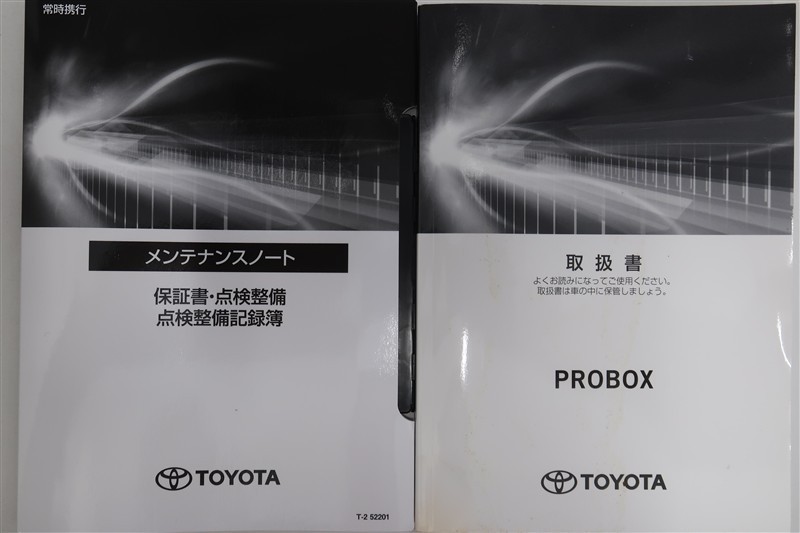 常時携行
メンテナンスノート
保証書・点検整備
点検整備記録簿
TOYOTA
T-2 52201
取扱書
よくお読みになってご使用ください。
取扱書は車の中に保管しましょう。
PROBOX
TOYOTA